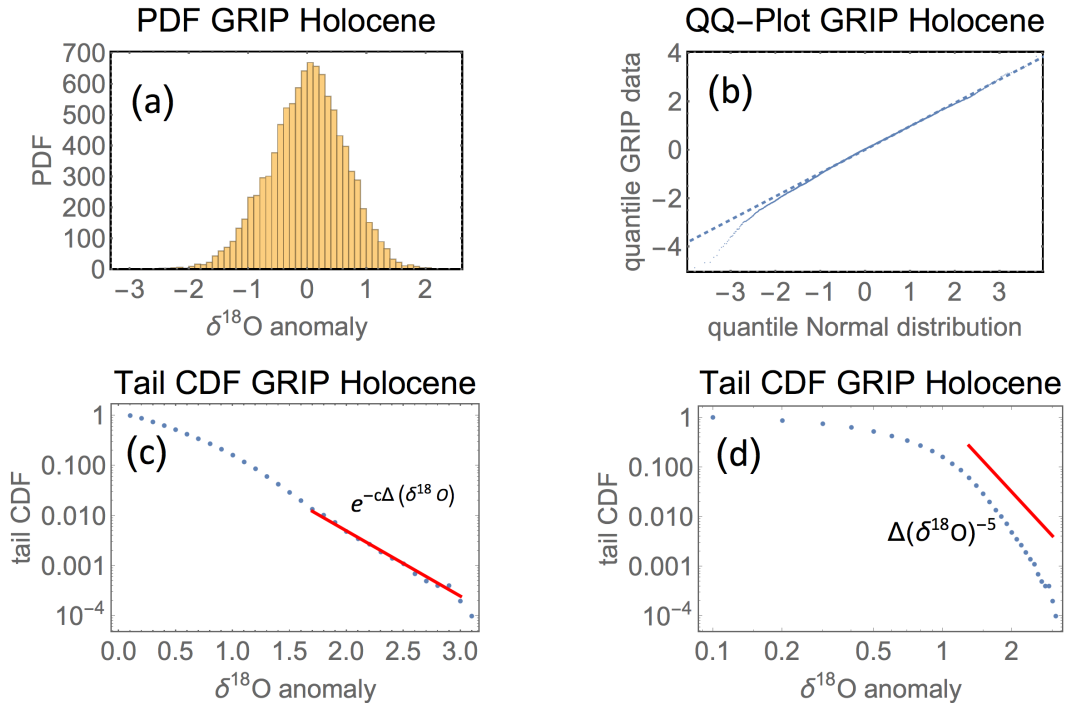 PDF GRIP Holocene
(a)
PDF
700
600
500
400
300
200
100
0
−3 −2 −1 0 1 2
δ¹⁸O anomaly
QQ−Plot GRIP Holocene
(b)
quantile GRIP data
4
2
0
−2
−4
−3 −2 −1 0 1 2 3
quantile Normal distribution
Tail CDF GRIP Holocene
(c)
tail CDF
1
0.100
0.010
0.001
10⁻⁴
e^{−cΔ(δ¹⁸ O)}
0.0 0.5 1.0 1.5 2.0 2.5 3.0
δ¹⁸O anomaly
Tail CDF GRIP Holocene
(d)
tail CDF
1
0.100
0.010
0.001
10⁻⁴
Δ(δ¹⁸O)⁻⁵
0.1 0.2 0.5 1 2
δ¹⁸O anomaly